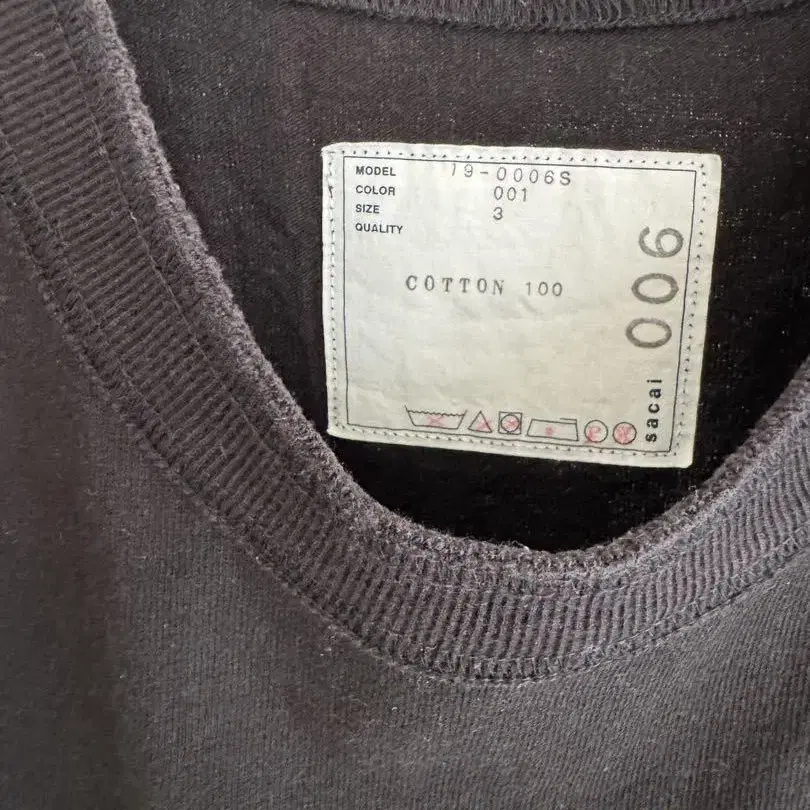 MODEL 19-0006S
COLOR 001
SIZE 3
QUALITY
COTTON 100
sacai 006